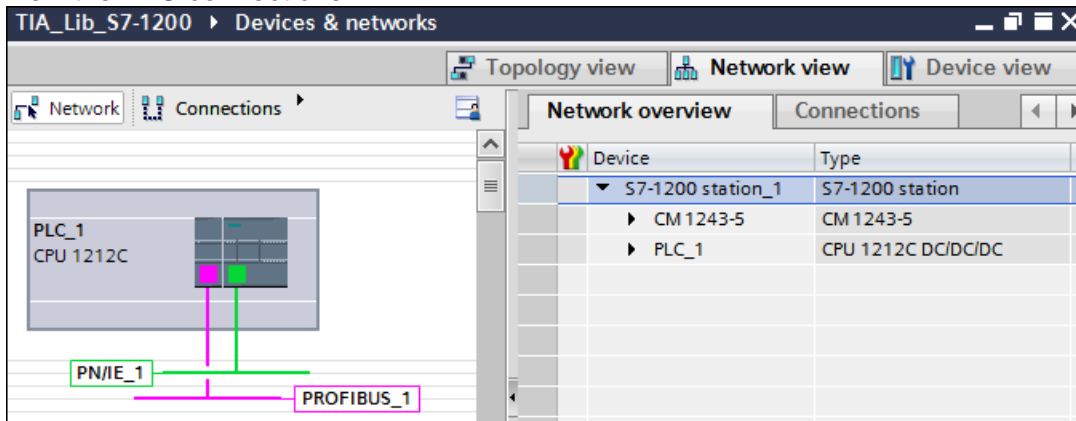 TIA_Lib_S7-1200 ▸ Devices & networks
Topology view Network view Device view
Network Connections
Network overview Connections
Device Type
S7-1200 station_1 S7-1200 station
CM 1243-5 CM 1243-5
PLC_1 CPU 1212C DC/DC/DC
PLC_1
CPU 1212C
PN/IE_1
PROFIBUS_1